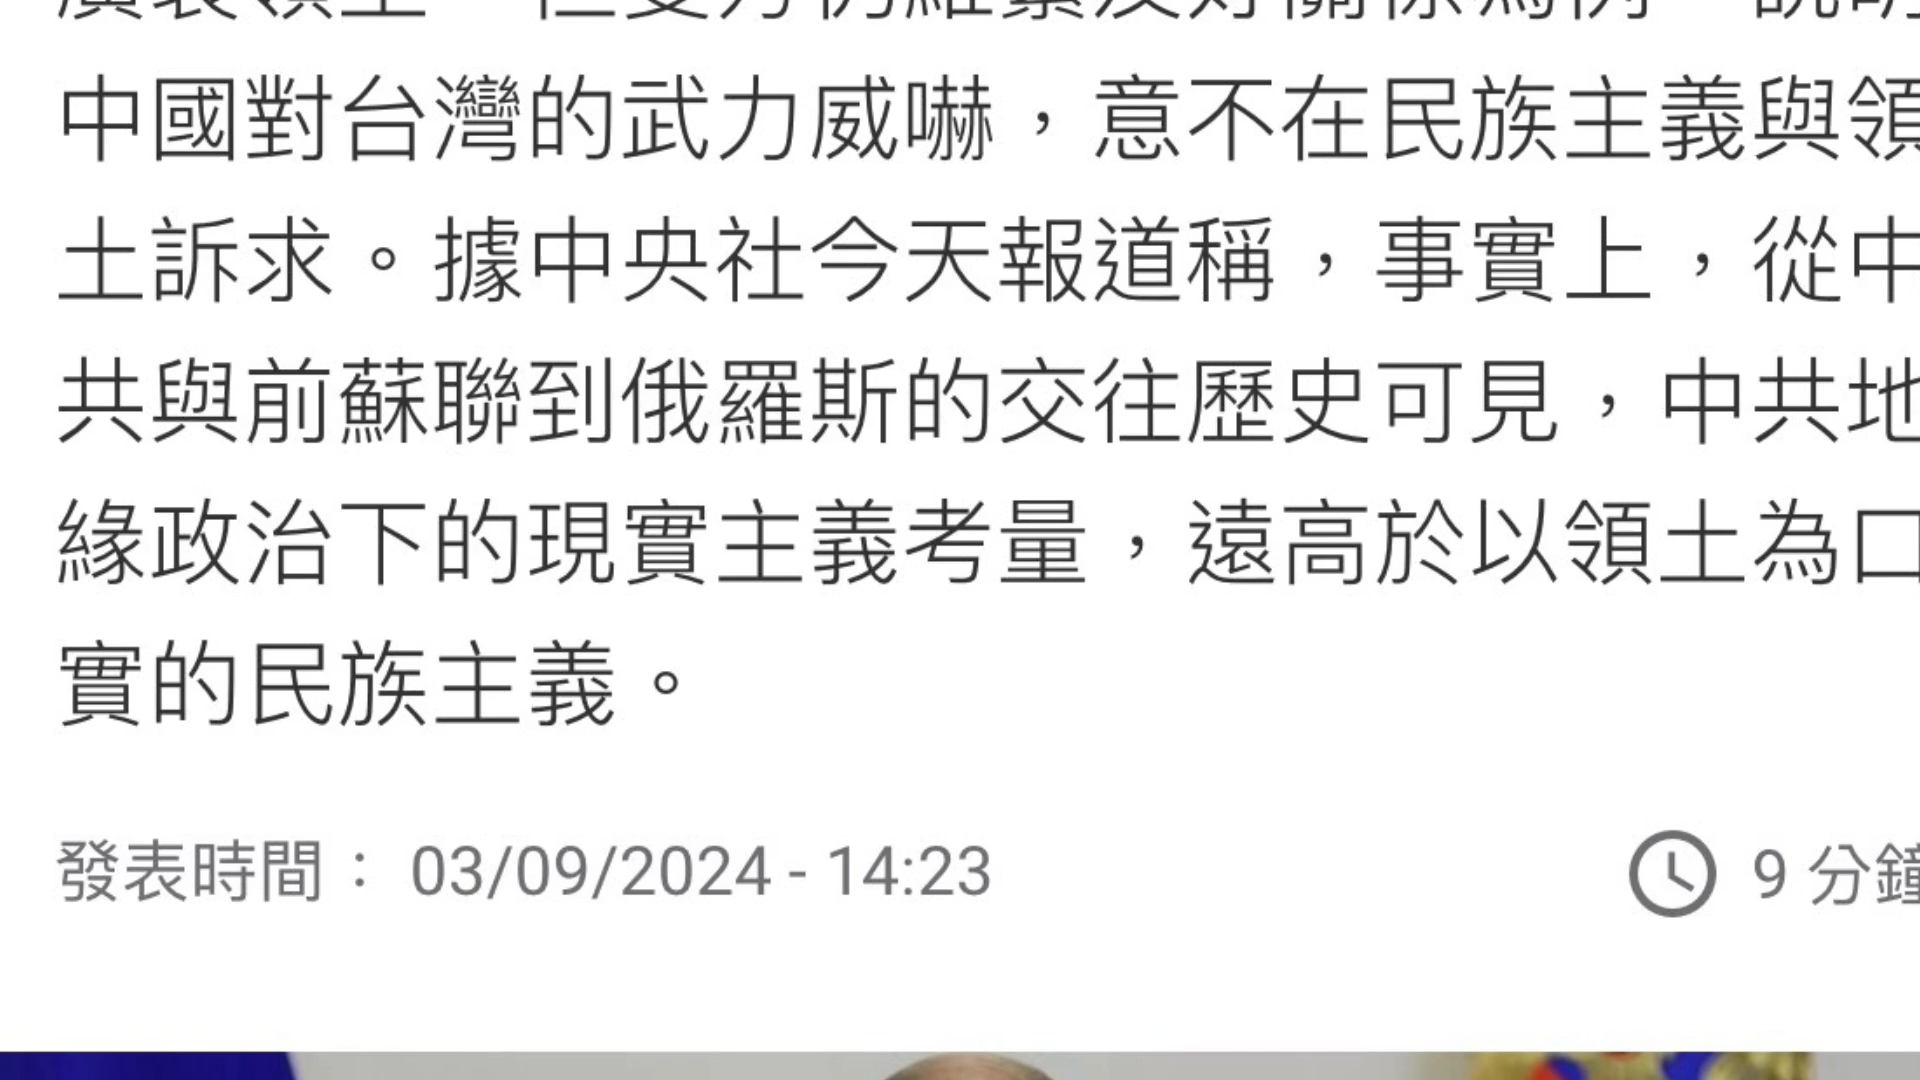 中國對台灣的武力威嚇，意不在民族主義與領
土訴求。據中央社今天報道稱，事實上，從中
共與前蘇聯到俄羅斯的交往歷史可見，中共地
緣政治下的現實主義考量，遠高於以領土為口
實的民族主義。
發表時間： 03/09/2024 - 14:23
9 分鐘